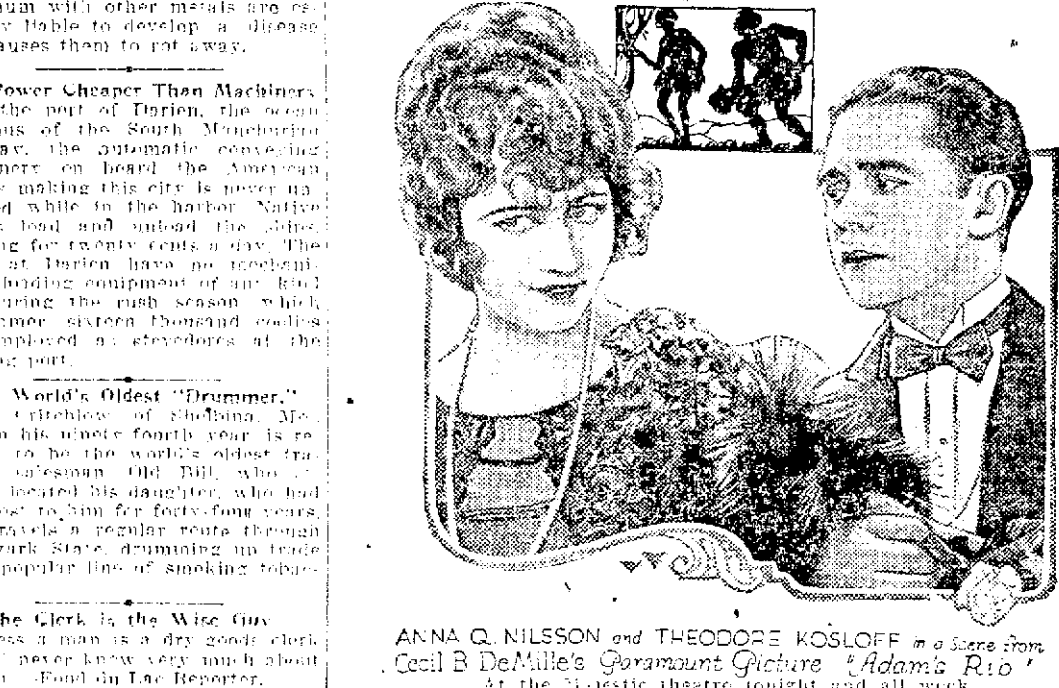 num with other metals are es-
y liable to develop a disease
auses them to rot away.
Power Cheaper Than Machinery
the port of Darien, the ocean
nus of the South Manchurian
ay, the automatic conveying
nery on board the American
making this city is never un-
d while in the harbor. Native
load and unload the ships,
ng for twenty cents a day. The
at Darien have no mechani-
loading equipment of any kind
uring the rush season which
mmer sixteen thousand coolies
mployed as stevedores at the
ng port.
World's Oldest "Drummer."
Critchlow of Shelbina, Mo.,
n his ninety fourth year is re-
to be the world's oldest tra-
salesman. Old Bill, who
located his daughter, who had
ost to him for forty-four years,
travels a regular route through
zark State, drumming up trade
popular line of smoking tobac-
he Clerk is the Wise Guy
ess a man is a dry goods clerk
never knew very much about
Fond du Lac Reporter.
ANNA Q. NILSSON and THEODORE KOSLOFF in a Scene from
Cecil B DeMille's Paramount Picture "Adam's Rib"
At the Majestic theatre tonight and all week